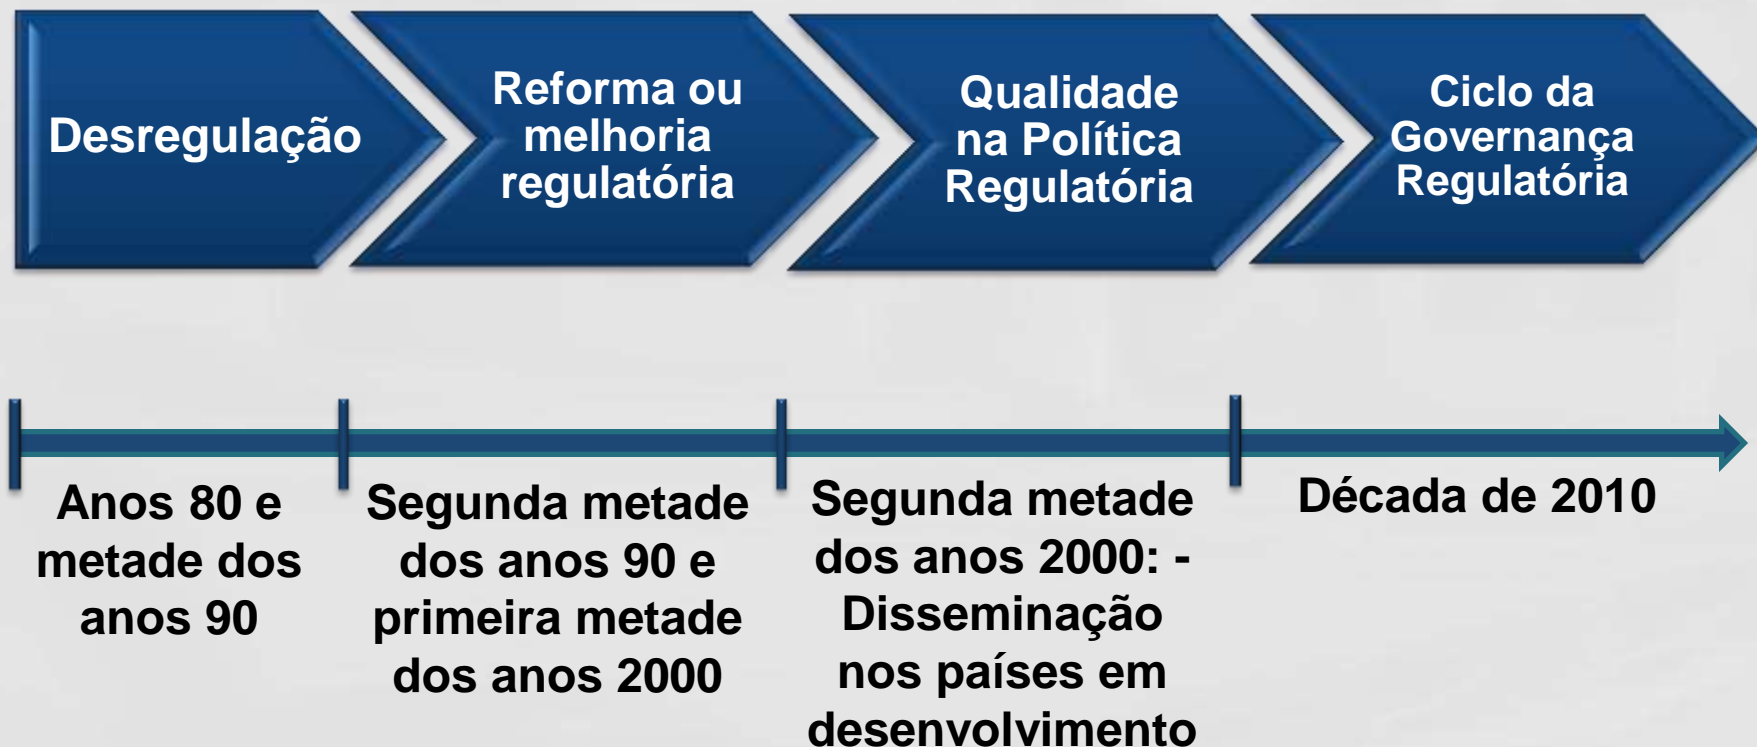 Desregulação
Reforma ou
melhoria
regulatória
Qualidade
na Política
Regulatória
Ciclo da
Governança
Regulatória
Anos 80 e
metade dos
anos 90
Segunda metade
dos anos 90 e
primeira metade
dos anos 2000
Segunda metade
dos anos 2000: -
Disseminação
nos países em
desenvolvimento
Década de 2010